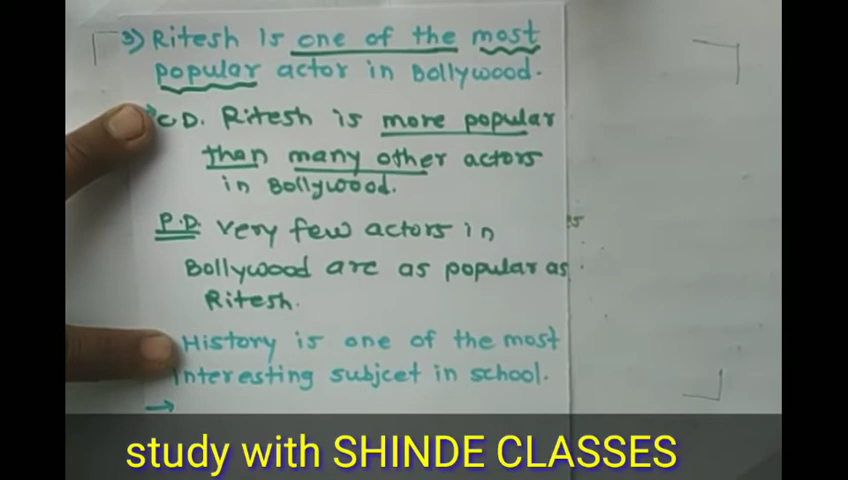 3) Ritesh is one of the most
popular actor in Bollywood.
C D. Ritesh is more popular
than many other actors
in Bollywood.
P.D. Very few actors in
Bollywood are as popular as
Ritesh.
History is one of the most
interesting subjcet in school.
study with SHINDE CLASSES